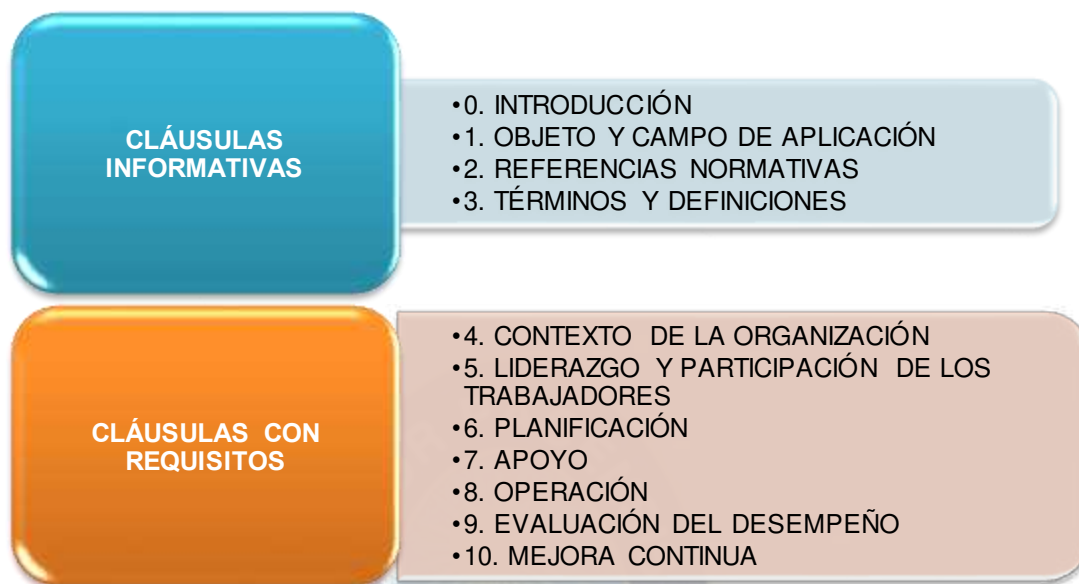 CLÁUSULAS
INFORMATIVAS
•0. INTRODUCCIÓN
•1. OBJETO Y CAMPO DE APLICACIÓN
•2. REFERENCIAS NORMATIVAS
•3. TÉRMINOS Y DEFINICIONES
CLÁUSULAS CON
REQUISITOS
•4. CONTEXTO DE LA ORGANIZACIÓN
•5. LIDERAZGO Y PARTICIPACIÓN DE LOS
TRABAJADORES
•6. PLANIFICACIÓN
•7. APOYO
•8. OPERACIÓN
•9. EVALUACIÓN DEL DESEMPEÑO
•10. MEJORA CONTINUA